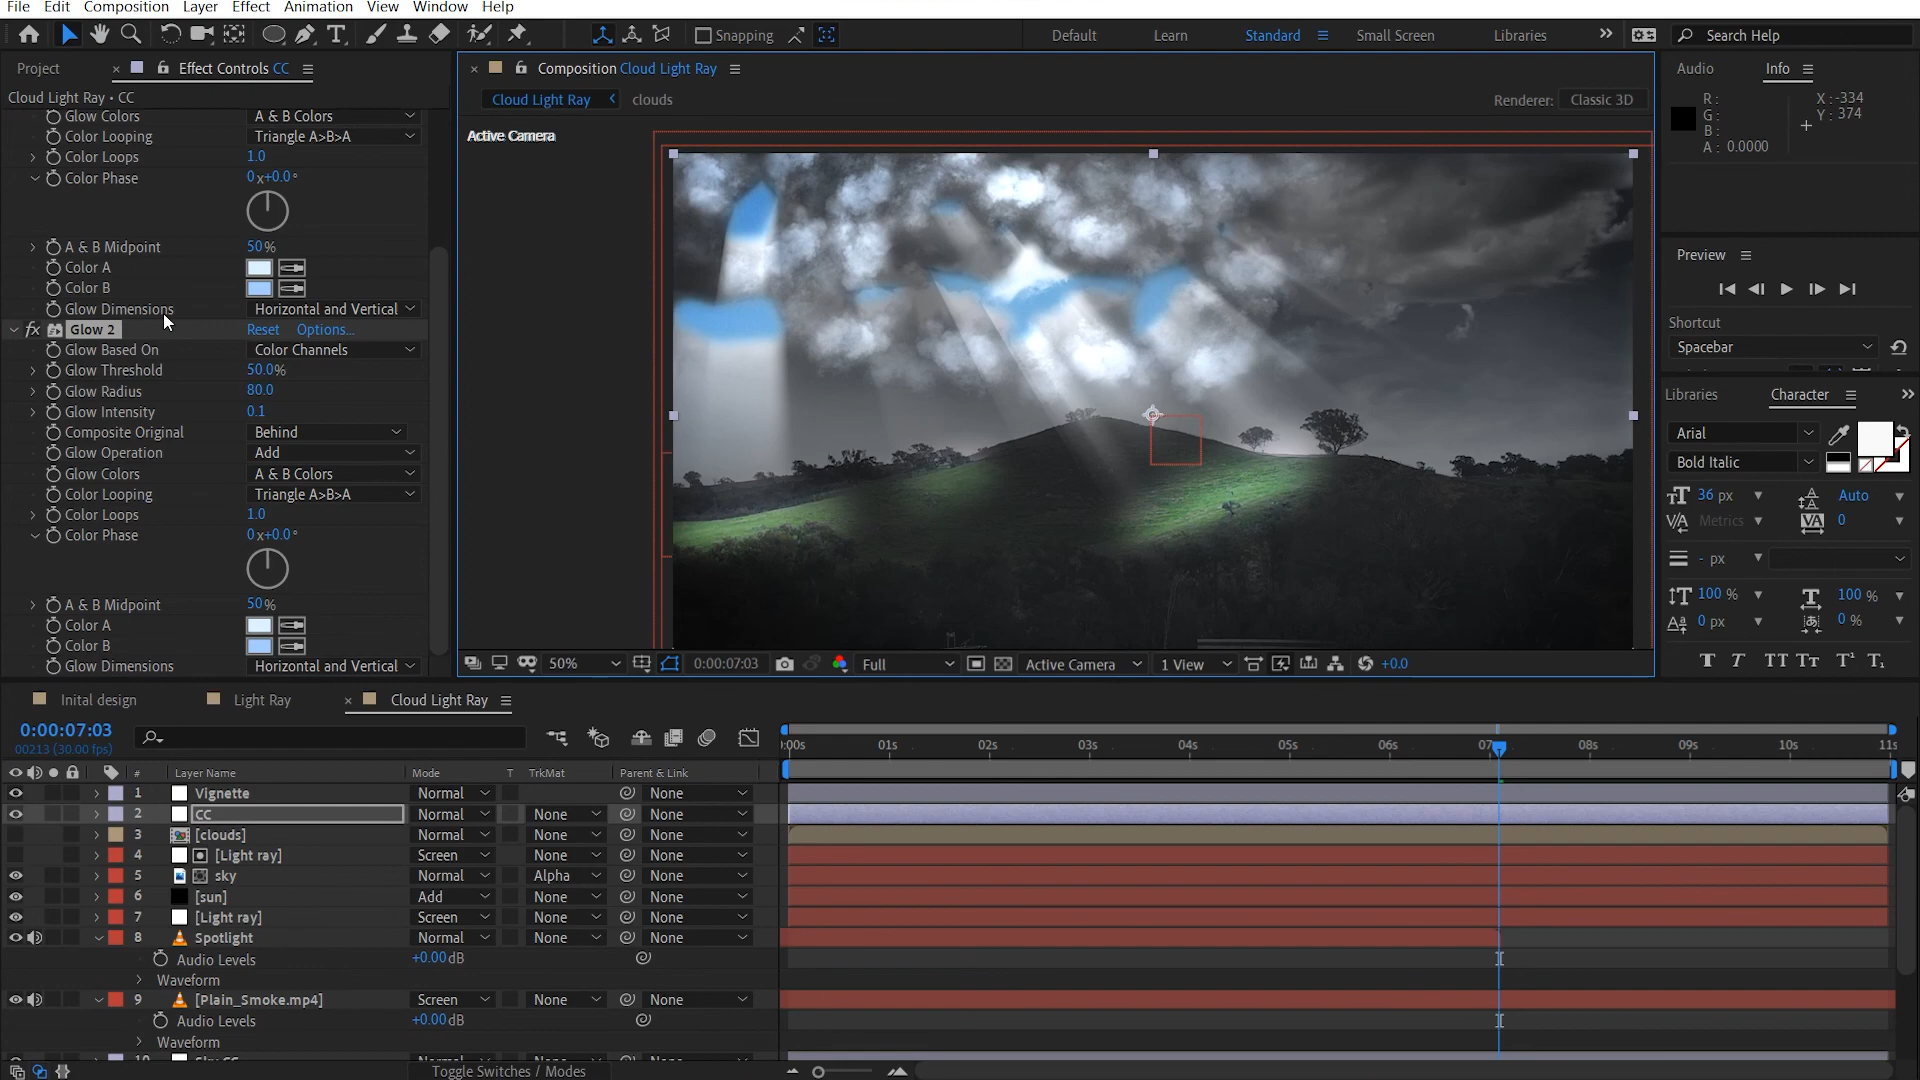 File Edit Composition Layer Effect Animation View Window Help
Snapping
Default Learn Standard Small Screen Libraries
Search Help
Project
Effect Controls CC
Cloud Light Ray • CC
Glow Colors A & B Colors
Color Looping Triangle A>B>A
Color Loops 1.0
Color Phase 0x+0.0°
A & B Midpoint 50%
Color A
Color B
Glow Dimensions Horizontal and Vertical
fx Glow 2 Reset Options...
Glow Based On Color Channels
Glow Threshold 50.0%
Glow Radius 80.0
Glow Intensity 0.1
Composite Original Behind
Glow Operation Add
Glow Colors A & B Colors
Color Looping Triangle A>B>A
Color Loops 1.0
Color Phase 0x+0.0°
A & B Midpoint 50%
Color A
Color B
Glow Dimensions Horizontal and Vertical
Composition Cloud Light Ray
Cloud Light Ray clouds
Renderer: Classic 3D
Active Camera
50% 0:00:07:03 Full Active Camera 1 View +0.0
Audio Info
R: X: -334
G: Y: 374
B:
A: 0.0000
Preview
Shortcut
Spacebar
Libraries Character
Arial
Bold Italic
36 px Auto
Metrics 0
- px
100 % 100 %
0 px 0 %
Inital design Light Ray Cloud Light Ray
0:00:07:03
00213 (30.00 fps)
:00s 01s 02s 03s 04s 05s 06s 07 08s 09s 10s 11s
# Layer Name Mode T TrkMat Parent & Link
1 Vignette Normal None
2 CC Normal None None
3 [clouds] Normal None None
4 [Light ray] Screen None None
5 sky Normal Alpha None
6 [sun] Add None None
7 [Light ray] Screen None None
8 Spotlight Normal None None
Audio Levels +0.00 dB
Waveform
9 [Plain_Smoke.mp4] Screen None None
Audio Levels +0.00 dB
Waveform
Toggle Switches / Modes